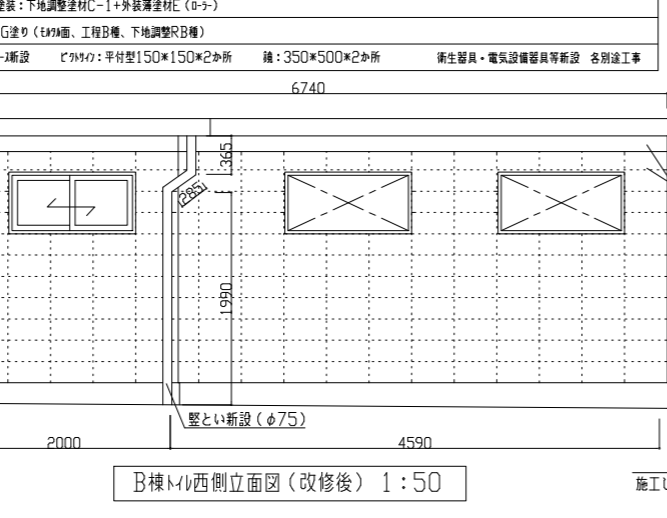 塗装：下地調整塗材C-1+外装薄塗材E（ローラー）
G塗り（モルタル面、工程B種、下地調整RB種）
ース新設　ピクトサイン：平付型150*150*2か所　鏡：350*500*2か所　衛生器具・電気設備器具等新設 各別途工事
6740
365
285
1990
竪とい新設（φ75）
2000
4590
B棟トイレ西側立面図（改修後） 1：50
施工し